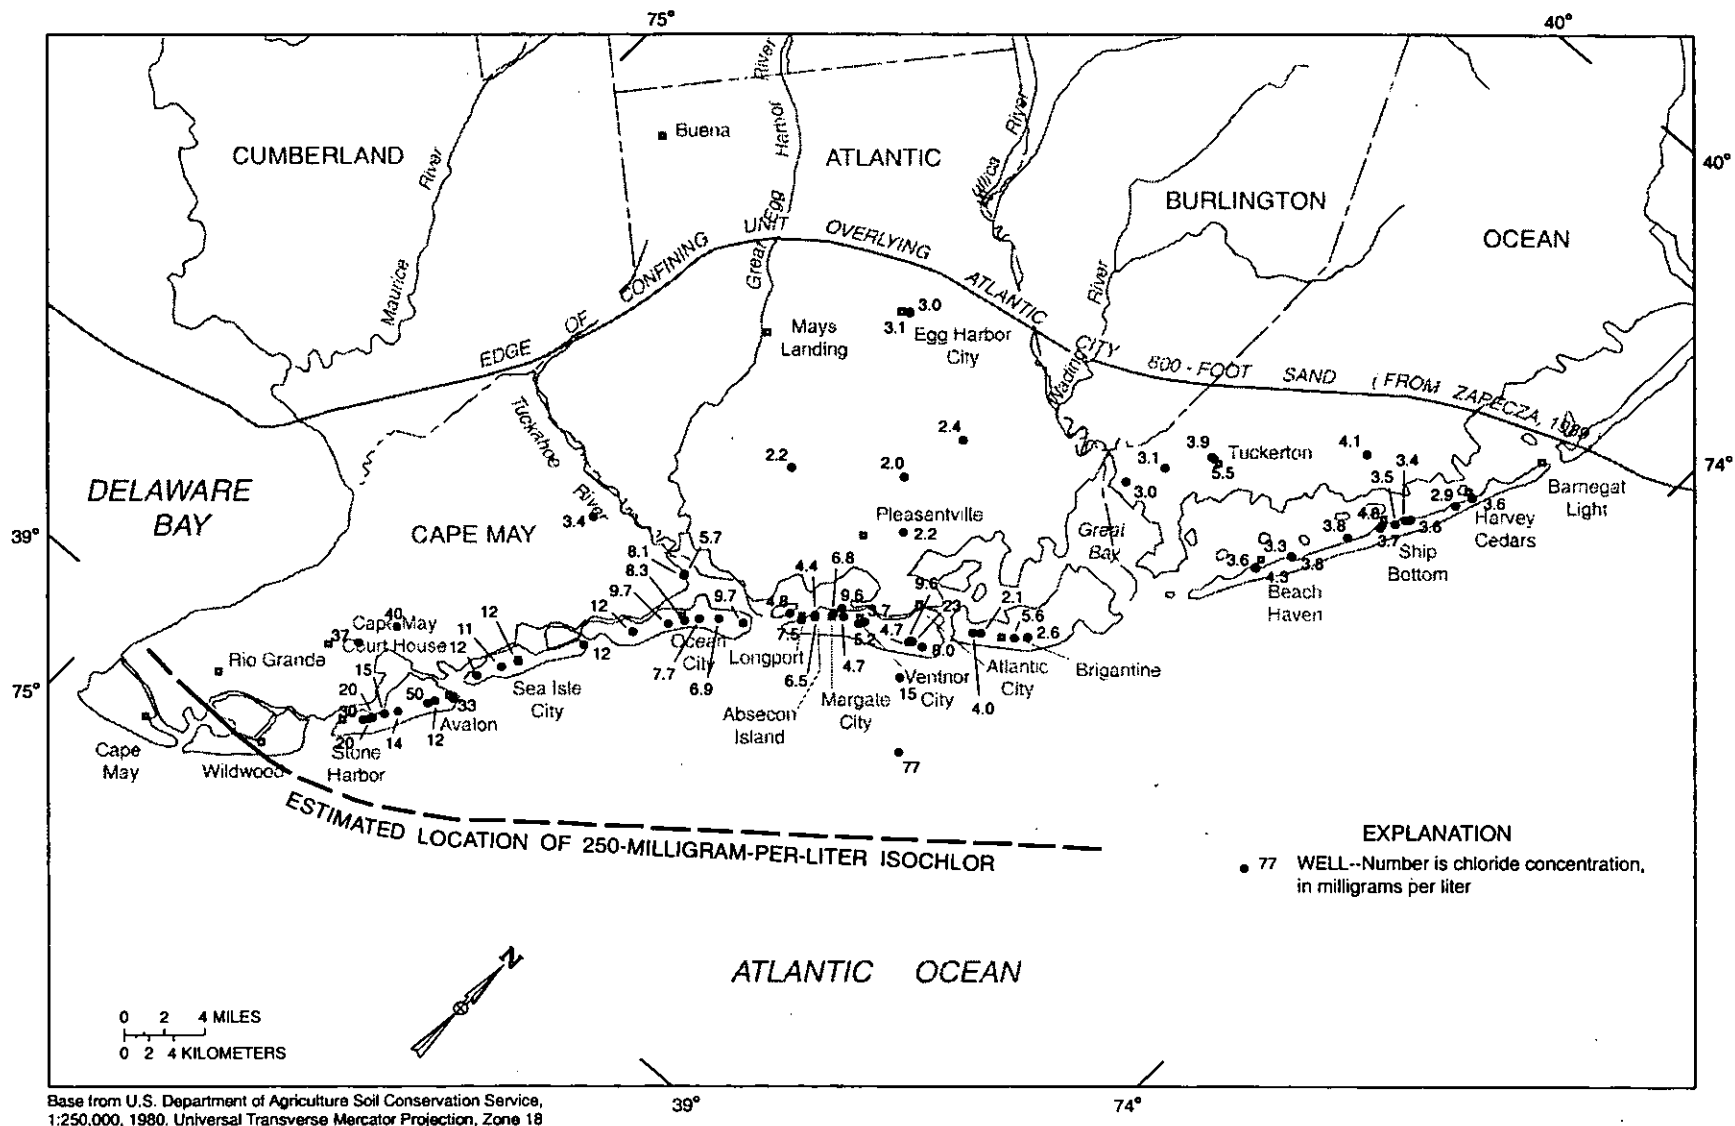 75°
40°
CUMBERLAND
Maurice
River
Buena
Great Egg
Harbor
River
ATLANTIC
River
BURLINGTON
OCEAN
40°
EDGE OF CONFINING UNIT OVERLYING ATLANTIC CITY 800-FOOT SAND (FROM ZAPECZA, 1989
Wading
River
Mays
Landing
3.0
3.1
Egg Harbor
City
Tuckahoe
River
2.4
2.2
2.0
3.1
3.9
Tuckerton
5.5
4.1
3.4
3.5
74°
DELAWARE
BAY
3.0
2.9
Barnegat
Light
3.6
Harvey
Cedars
39°
CAPE MAY
3.4
Pleasantville
2.2
Great
Bay
3.8
4.8
3.6
3.7
Ship
Bottom
8.1
5.7
4.4
6.8
3.6
3.3
3.8
4.3
Beach
Haven
8.3
9.7
9.7
4.8
9.6
9.6
23
2.1
3.7
5.6
40
Cape May
Court House
37
12
12
11
12
12
Ocean
City
7.5
Longport
5.2
4.7
4.7
8.0
2.6
Rio Grande
7.7
6.9
6.5
Margate
City
Ventnor
City
15
Atlantic
City
4.0
Brigantine
75°
15
20
30
50
33
Sea Isle
City
Absecon
Island
Avalon
20
14
12
Stone
Harbor
Cape
May
Wildwood
77
ESTIMATED LOCATION OF 250-MILLIGRAM-PER-LITER ISOCHLOR
EXPLANATION
77 WELL--Number is chloride concentration,
in milligrams per liter
ATLANTIC OCEAN
N
0 2 4 MILES
0 2 4 KILOMETERS
39°
74°
Base from U.S. Department of Agriculture Soil Conservation Service,
1:250,000, 1980, Universal Transverse Mercator Projection, Zone 18